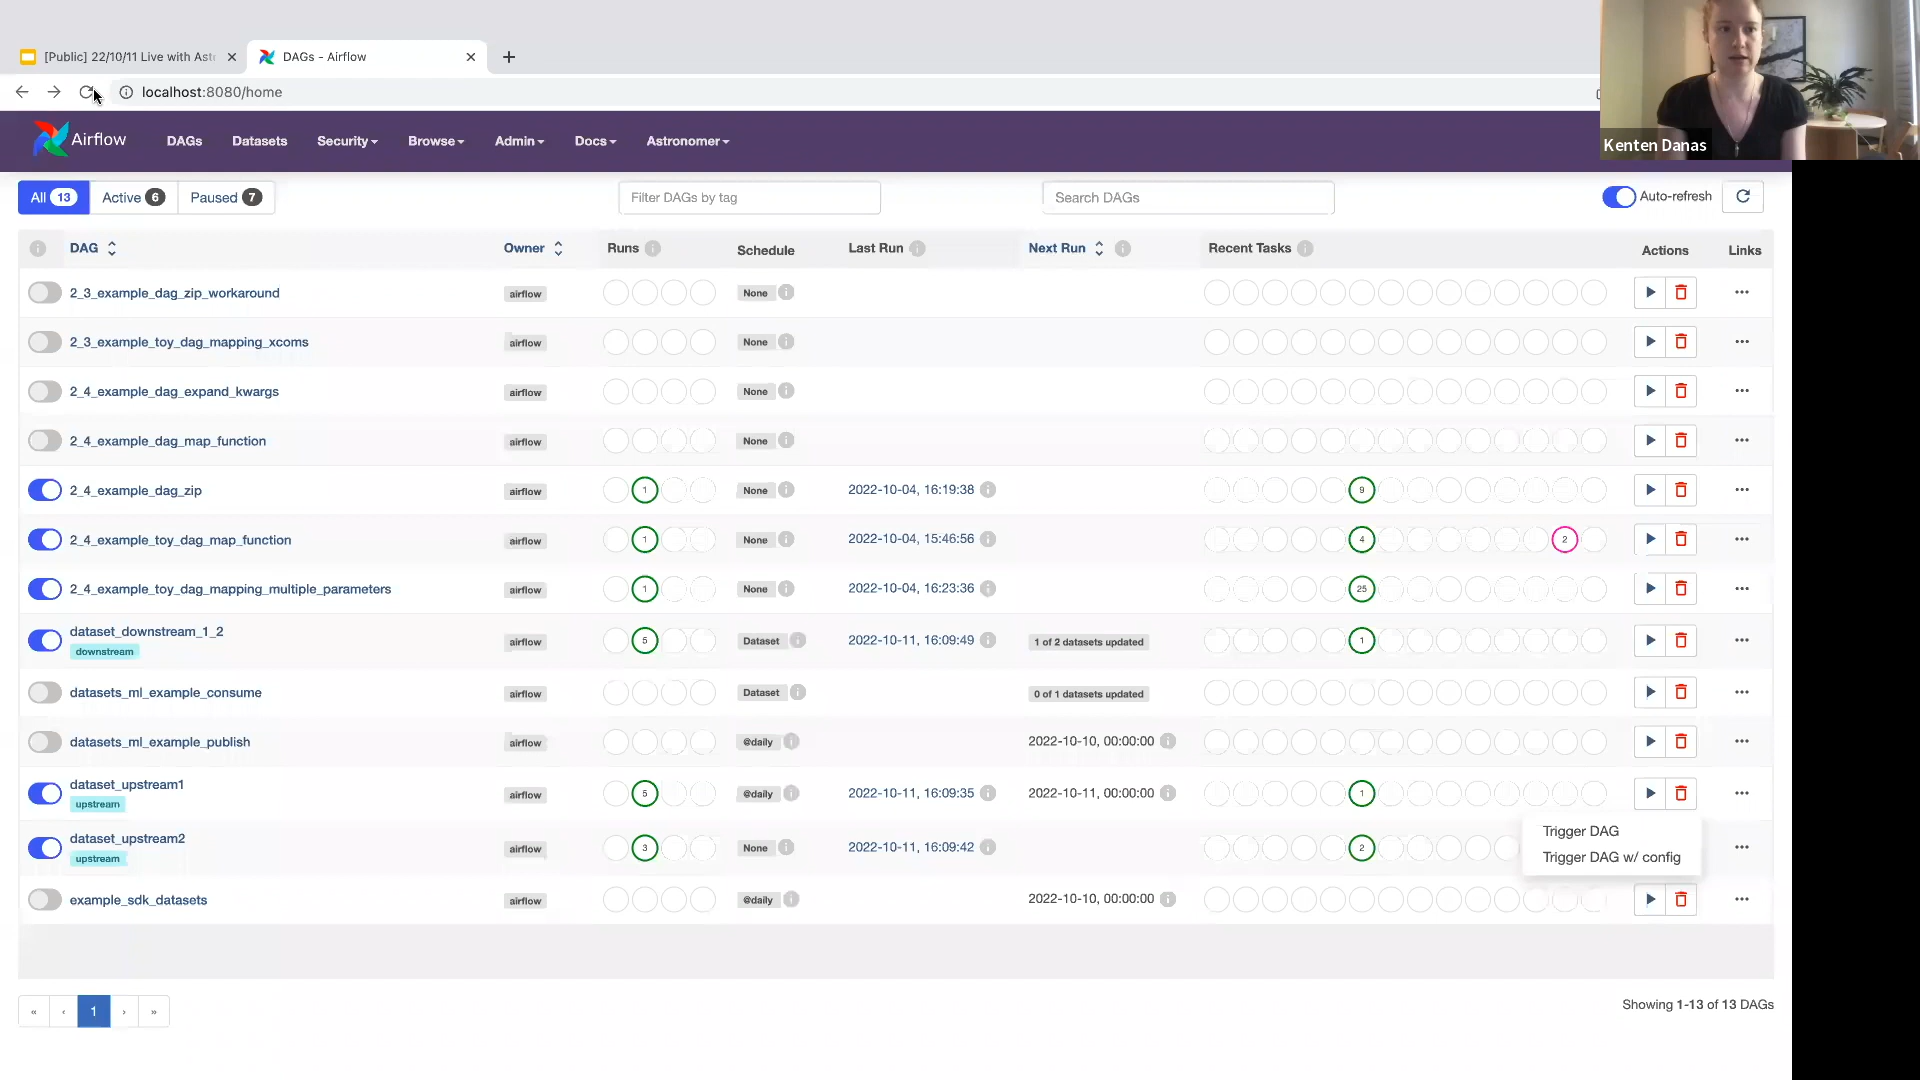 [Public] 22/10/11 Live with Astr
DAGs - Airflow
localhost:8080/home
Kenten Danas
Airflow DAGs Datasets Security Browse Admin Docs Astronomer
All 13 Active 6 Paused 7 Filter DAGs by tag Search DAGs Auto-refresh
DAG Owner Runs Schedule Last Run Next Run Recent Tasks Actions Links
2_3_example_dag_zip_workaround airflow None
2_3_example_toy_dag_mapping_xcoms airflow None
2_4_example_dag_expand_kwargs airflow None
2_4_example_dag_map_function airflow None
2_4_example_dag_zip airflow 1 None 2022-10-04, 16:19:38 9
2_4_example_toy_dag_map_function airflow 1 None 2022-10-04, 15:46:56 4 2
2_4_example_toy_dag_mapping_multiple_parameters airflow 1 None 2022-10-04, 16:23:36 25
dataset_downstream_1_2 airflow 5 Dataset 2022-10-11, 16:09:49 1 of 2 datasets updated 1
downstream
datasets_ml_example_consume airflow Dataset 0 of 1 datasets updated
datasets_ml_example_publish airflow @daily 2022-10-10, 00:00:00
dataset_upstream1 airflow 5 @daily 2022-10-11, 16:09:35 2022-10-11, 00:00:00 1
upstream
Trigger DAG
dataset_upstream2 airflow 3 None 2022-10-11, 16:09:42 2
upstream
Trigger DAG w/ config
example_sdk_datasets airflow @daily 2022-10-10, 00:00:00
« ‹ 1 › »
Showing 1-13 of 13 DAGs